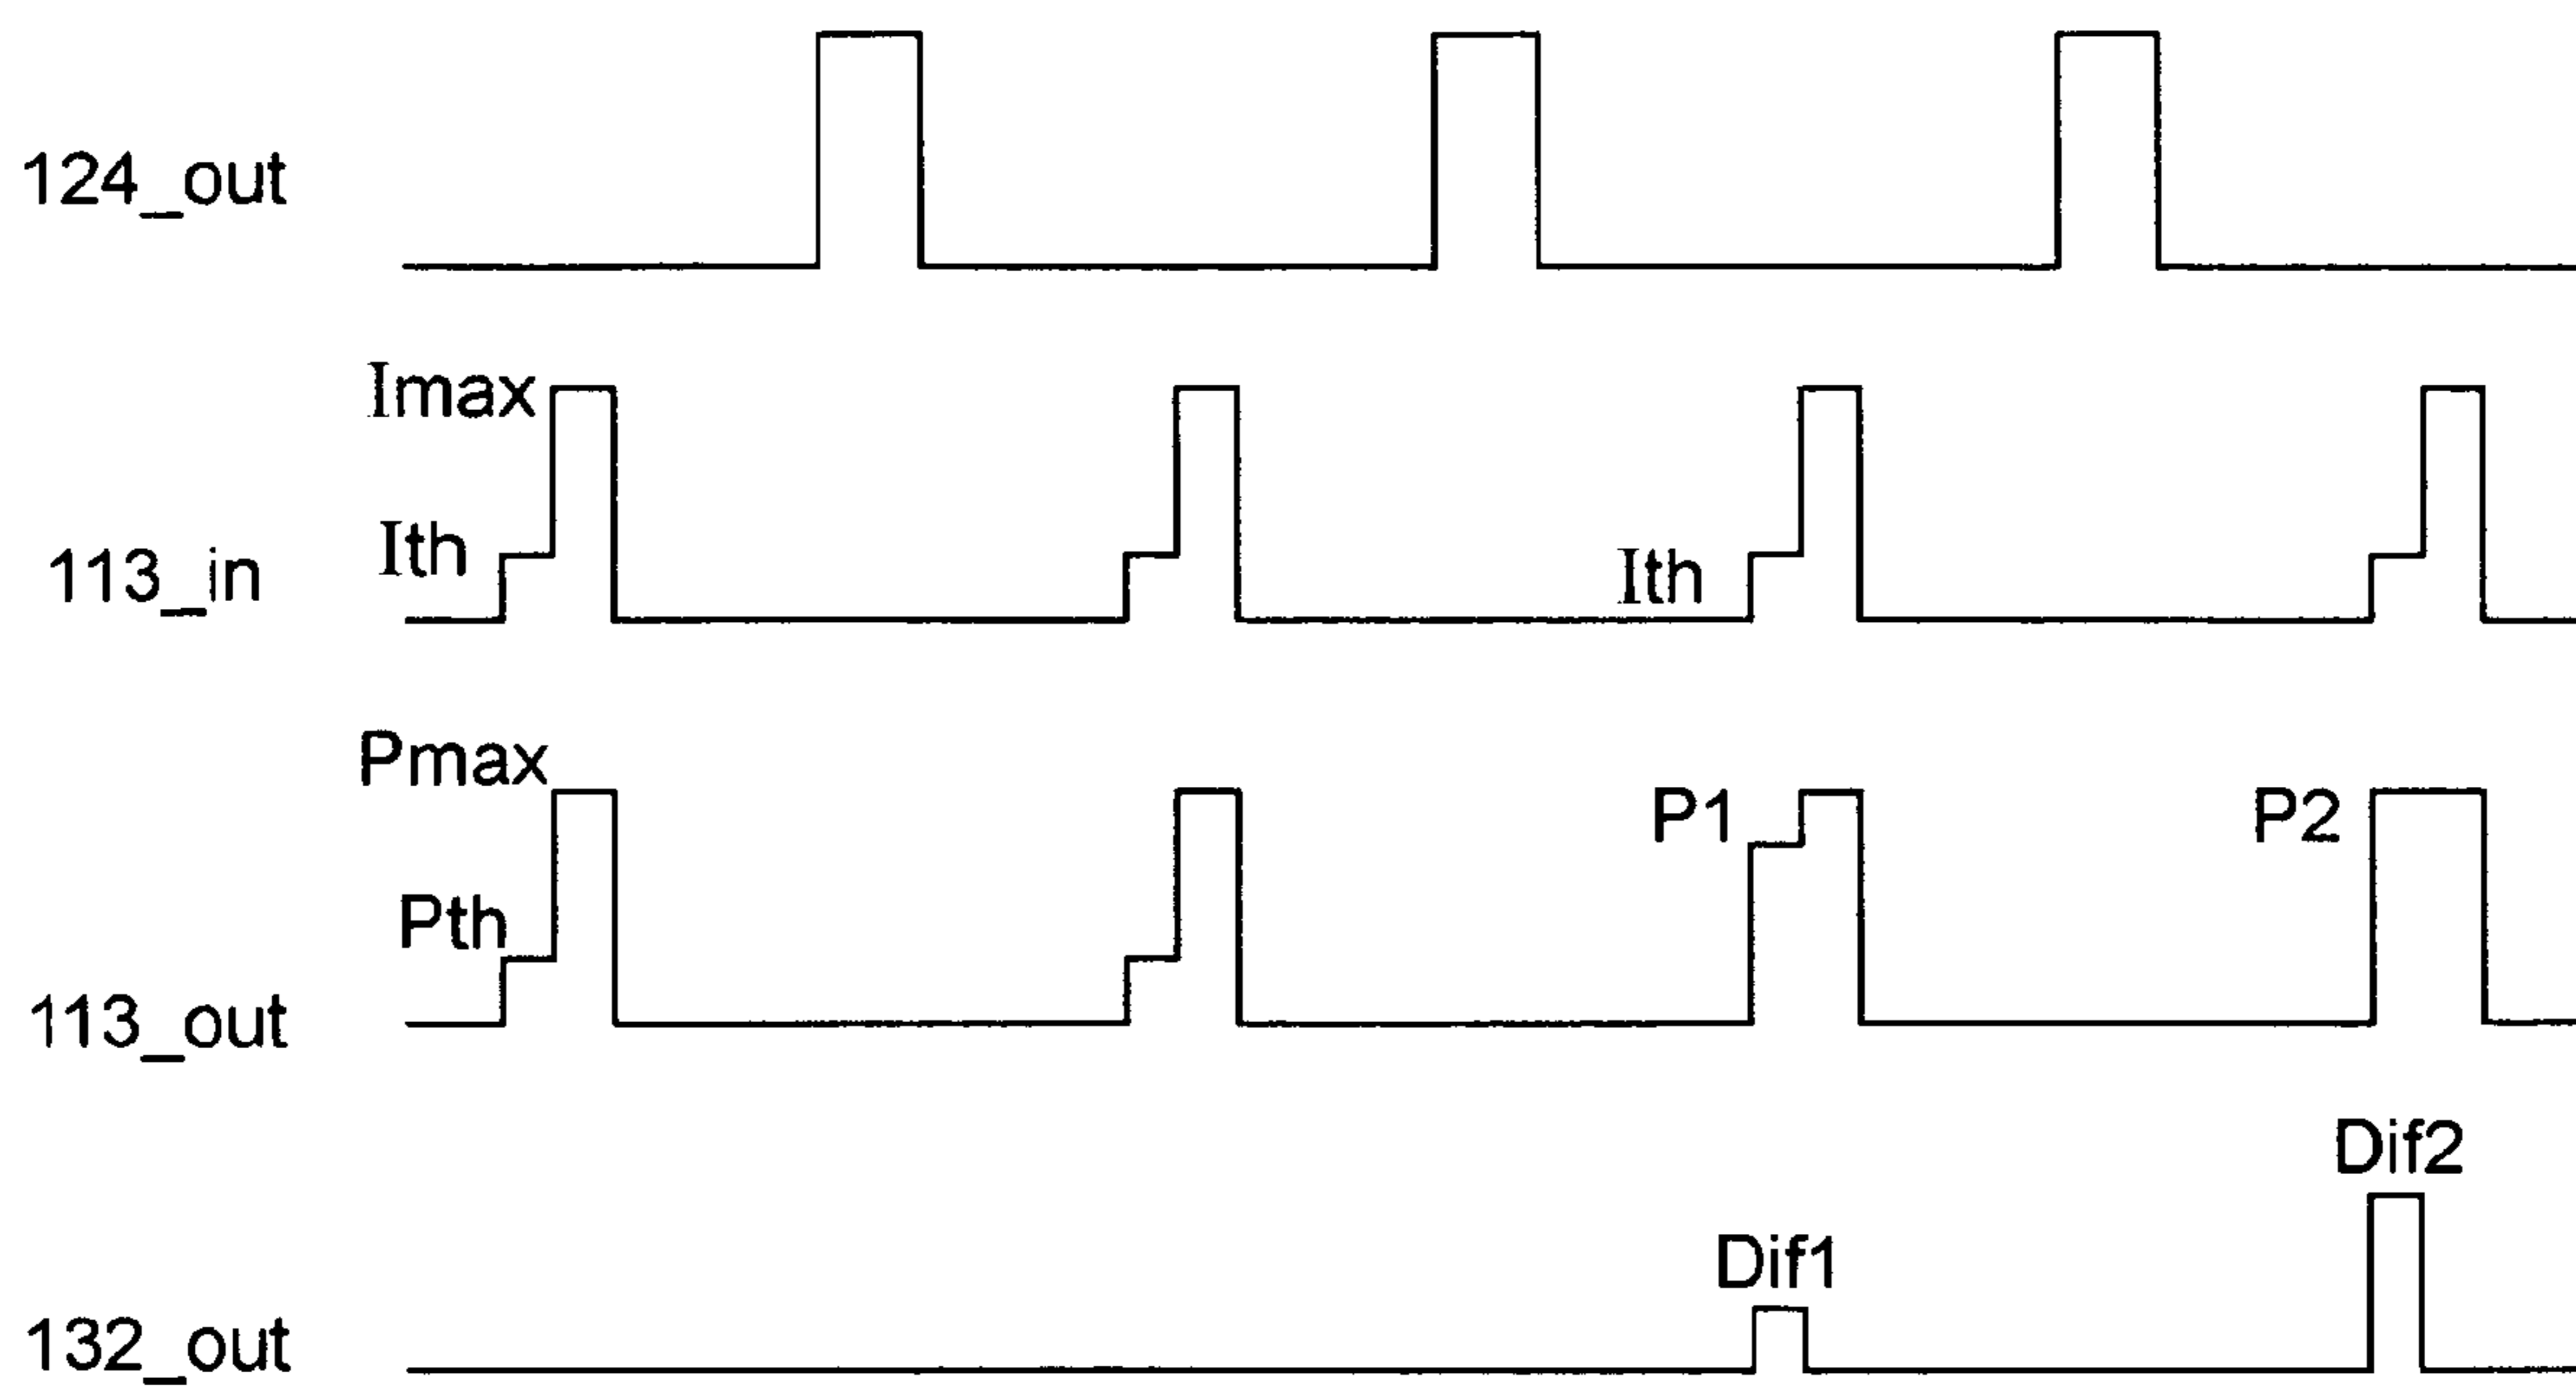 124_out
Imax
Ith
Ith
113_in
Pmax
P1
P2
Pth
113_out
Dif2
Dif1
132_out